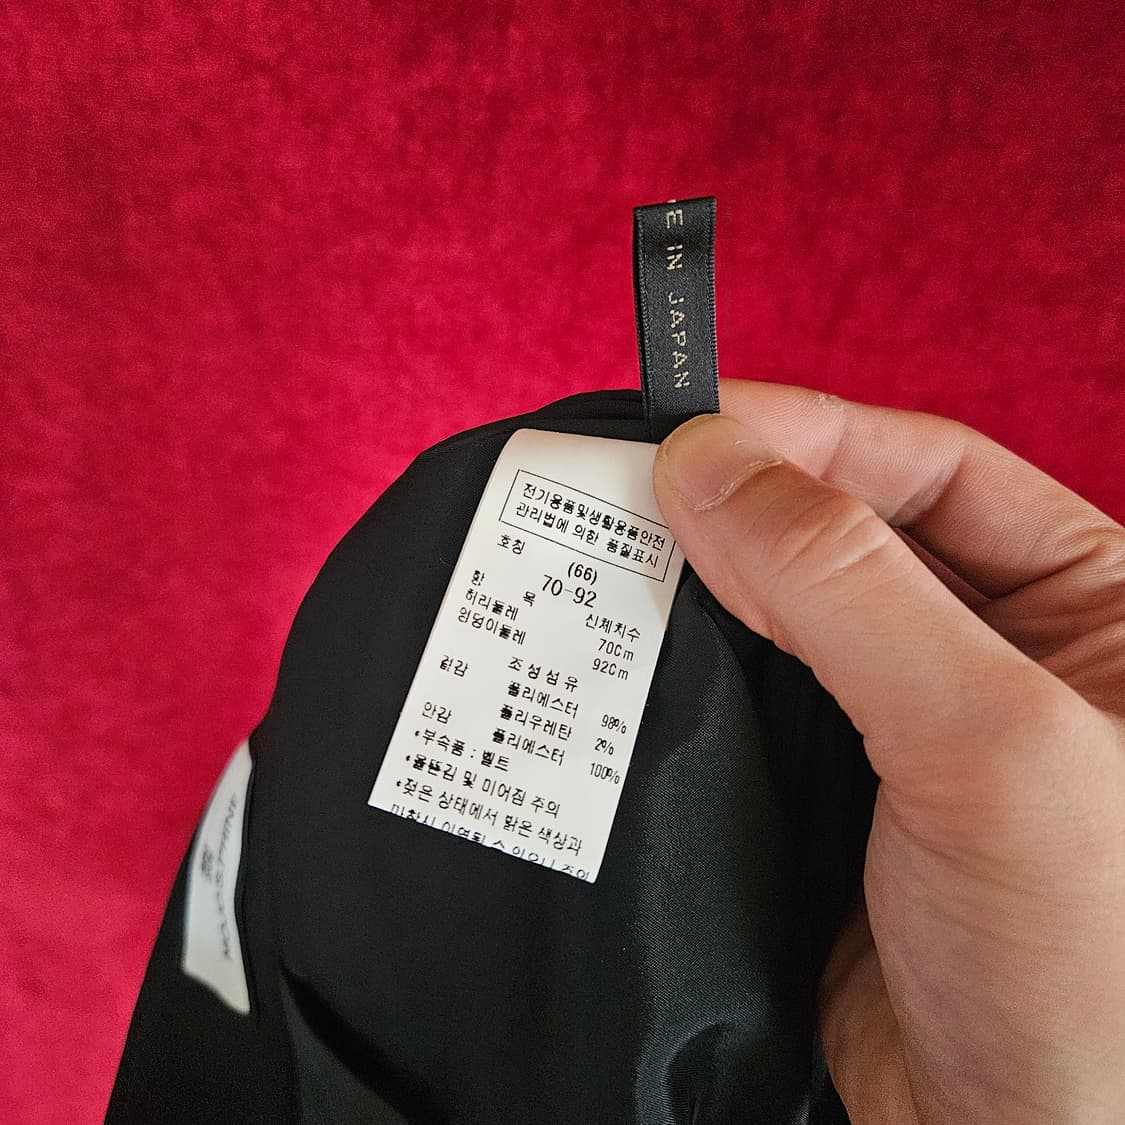 E IN JAPAN
전기용품및생활용품안전
관리법에 의한 품질표시
호칭
(66)
70-92
항 목 신체치수
허리둘레 70Cm
엉덩이둘레 92Cm
조성섬유
겉감 폴리에스터 98%
폴리우레탄 2%
안감 폴리에스터 100%
*부속품 : 벨트
*올뜯김 및 미어짐 주의
*젖은 상태에서 밝은 색상과